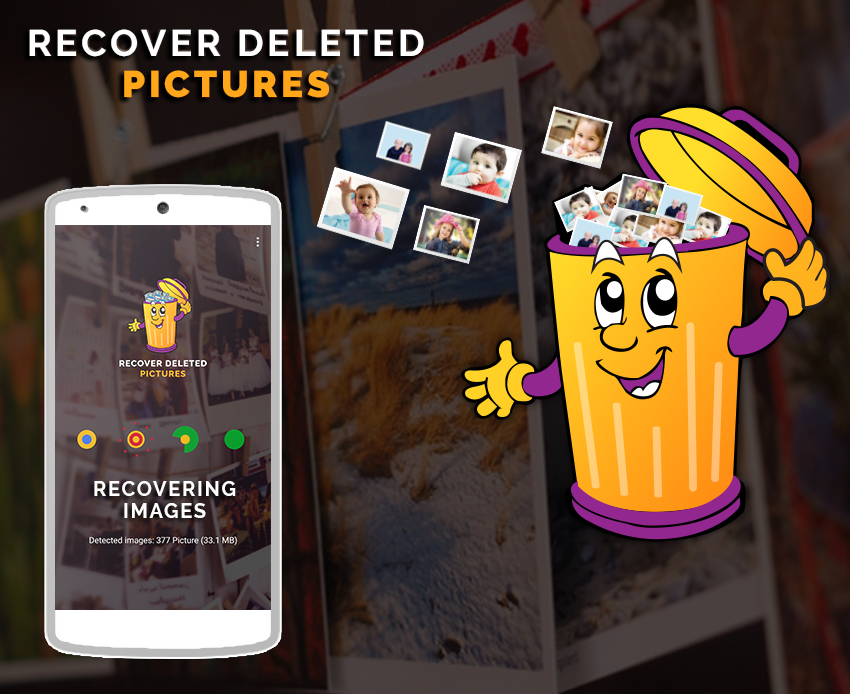 RECOVER DELETED
PICTURES
RECOVER DELETED
PICTURES
RECOVERING
IMAGES
Detected images: 377 Picture (33.1 MB)